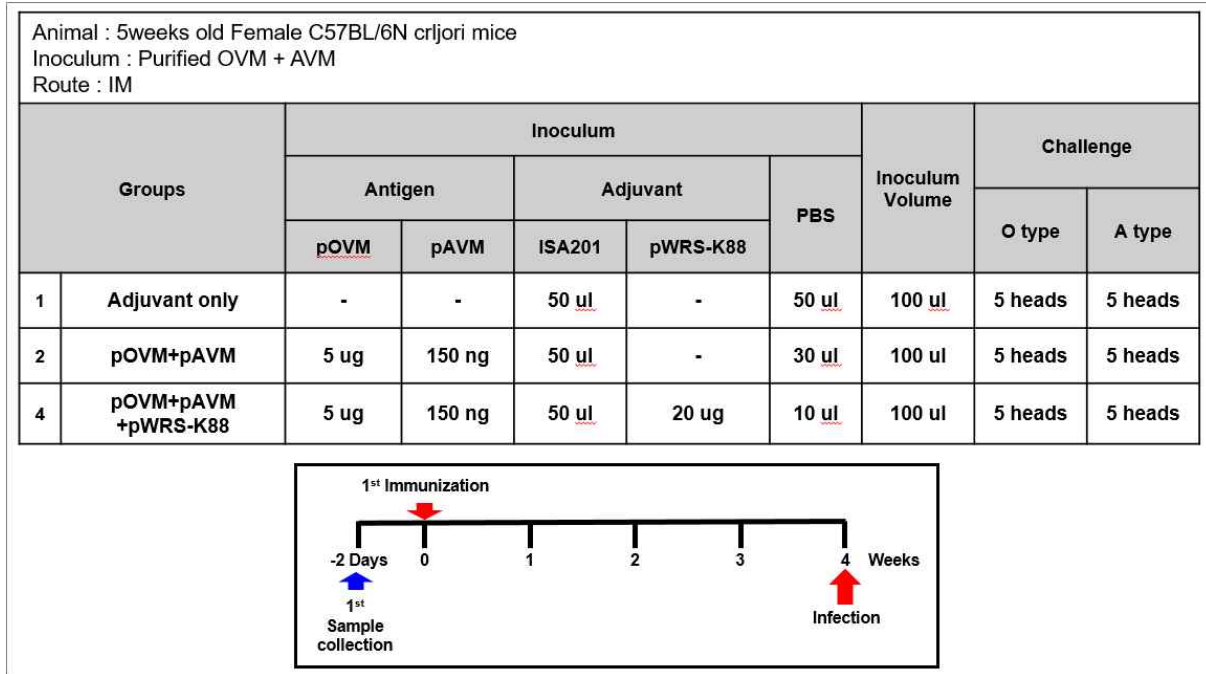 Animal : 5weeks old Female C57BL/6N crljori mice
Inoculum : Purified OVM + AVM
Route : IM
Groups Inoculum Inoculum Volume Challenge
Antigen Adjuvant PBS O type A type
pOVM pAVM ISA201 pWRS-K88
1 Adjuvant only - - 50 ul - 50 ul 100 ul 5 heads 5 heads
2 pOVM+pAVM 5 ug 150 ng 50 ul - 30 ul 100 ul 5 heads 5 heads
4 pOVM+pAVM +pWRS-K88 5 ug 150 ng 50 ul 20 ug 10 ul 100 ul 5 heads 5 heads
1st Immunization
-2 Days 0 1 2 3 4 Weeks
1st
Sample
collection
Infection